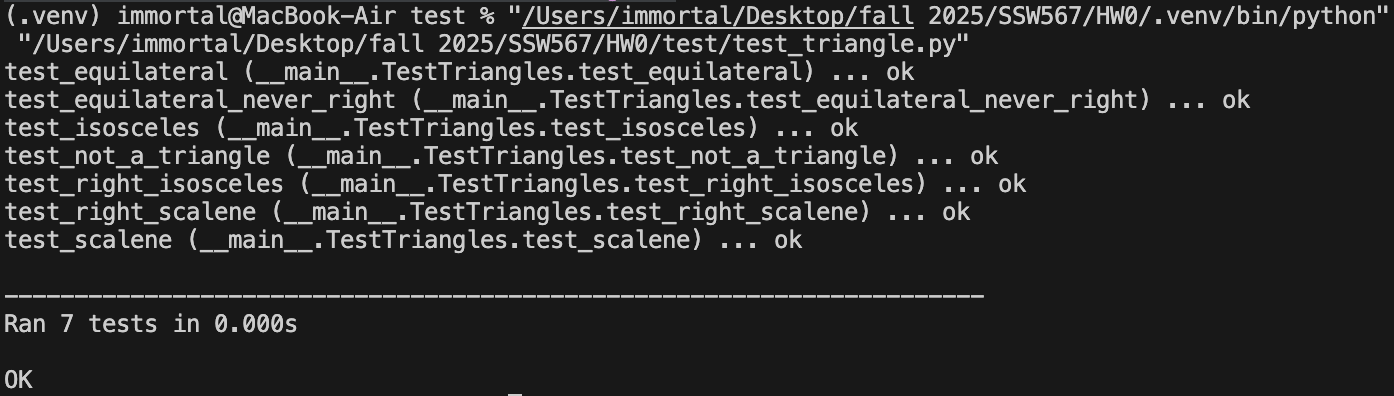 (.venv) immortal@MacBook-Air test % "/Users/immortal/Desktop/fall 2025/SSW567/HW0/.venv/bin/python"
"/Users/immortal/Desktop/fall 2025/SSW567/HW0/test/test_triangle.py"
test_equilateral (__main__.TestTriangles.test_equilateral) ... ok
test_equilateral_never_right (__main__.TestTriangles.test_equilateral_never_right) ... ok
test_isosceles (__main__.TestTriangles.test_isosceles) ... ok
test_not_a_triangle (__main__.TestTriangles.test_not_a_triangle) ... ok
test_right_isosceles (__main__.TestTriangles.test_right_isosceles) ... ok
test_right_scalene (__main__.TestTriangles.test_right_scalene) ... ok
test_scalene (__main__.TestTriangles.test_scalene) ... ok
----------------------------------------------------------------------
Ran 7 tests in 0.000s
OK